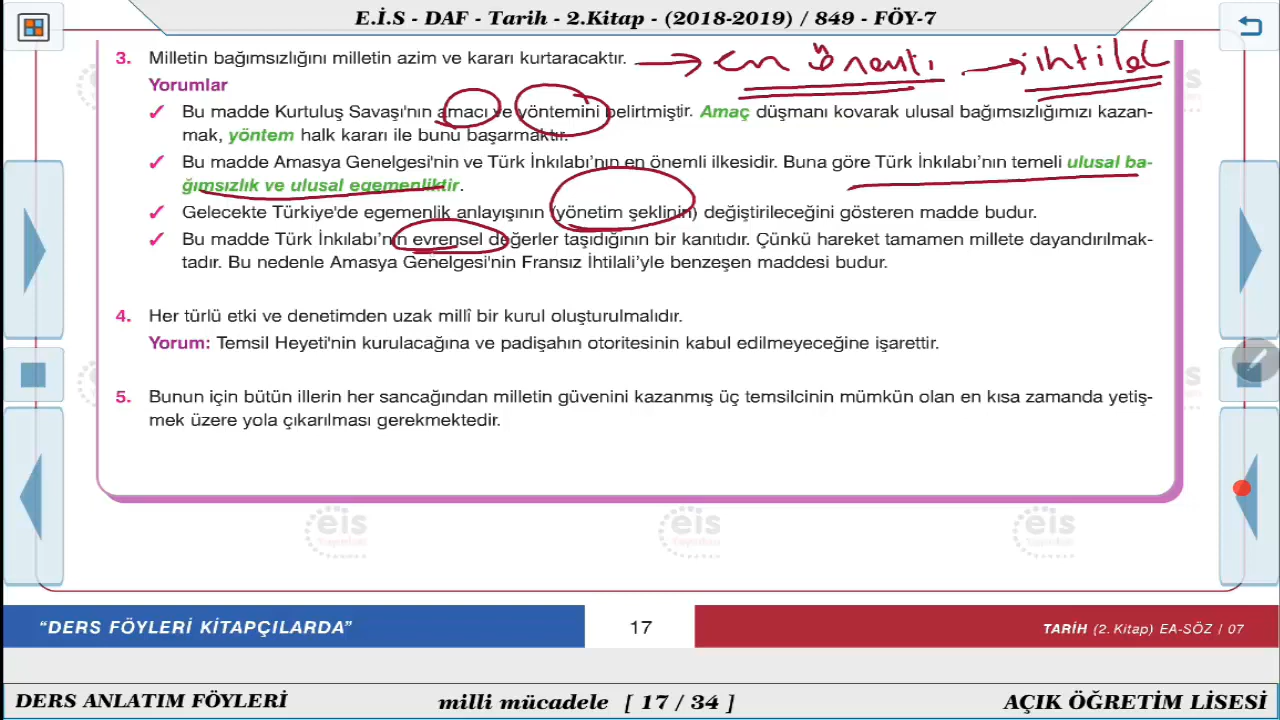 E.İ.S - DAF - Tarih - 2.Kitap - (2018-2019) / 849 - FÖY-7
3. Milletin bağımsızlığını milletin azim ve kararı kurtaracaktır. en önemli ihtilal
Yorumlar
✓ Bu madde Kurtuluş Savaşı'nın amacı ve yöntemini belirtmiştir. Amaç düşmanı kovarak ulusal bağımsızlığımızı kazan-
mak, yöntem halk kararı ile bunu başarmaktır.
✓ Bu madde Amasya Genelgesi'nin ve Türk İnkılabı'nın en önemli ilkesidir. Buna göre Türk İnkılabı'nın temeli ulusal ba-
ğımsızlık ve ulusal egemenliktir.
✓ Gelecekte Türkiye'de egemenlik anlayışının (yönetim şeklinin) değiştirileceğini gösteren madde budur.
✓ Bu madde Türk İnkılabı'nın evrensel değerler taşıdığının bir kanıtıdır. Çünkü hareket tamamen millete dayandırılmak-
tadır. Bu nedenle Amasya Genelgesi'nin Fransız İhtilali'yle benzeşen maddesi budur.
4. Her türlü etki ve denetimden uzak millî bir kurul oluşturulmalıdır.
Yorum: Temsil Heyeti'nin kurulacağına ve padişahın otoritesinin kabul edilmeyeceğine işarettir.
5. Bunun için bütün illerin her sancağından milletin güvenini kazanmış üç temsilcinin mümkün olan en kısa zamanda yetiş-
mek üzere yola çıkarılması gerekmektedir.
eis eis eis
"DERS FÖYLERİ KİTAPÇILARDA" 17 TARİH (2. Kitap) EA-SÖZ / 07
DERS ANLATIM FÖYLERİ milli mücadele [ 17 / 34 ] AÇIK ÖĞRETİM LİSESİ